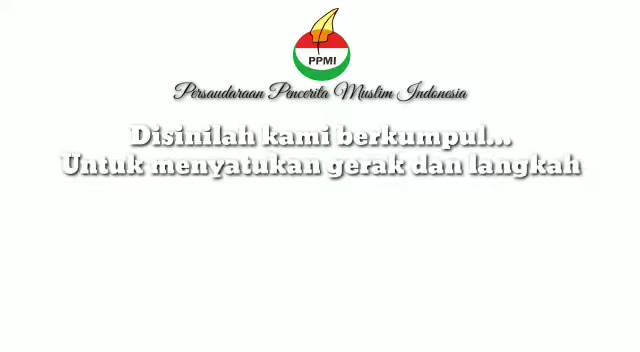 PPMI
Persaudaraan Pencerita Muslim Indonesia
Disinilah kami berkumpul...
Untuk menyatukan gerak dan langkah